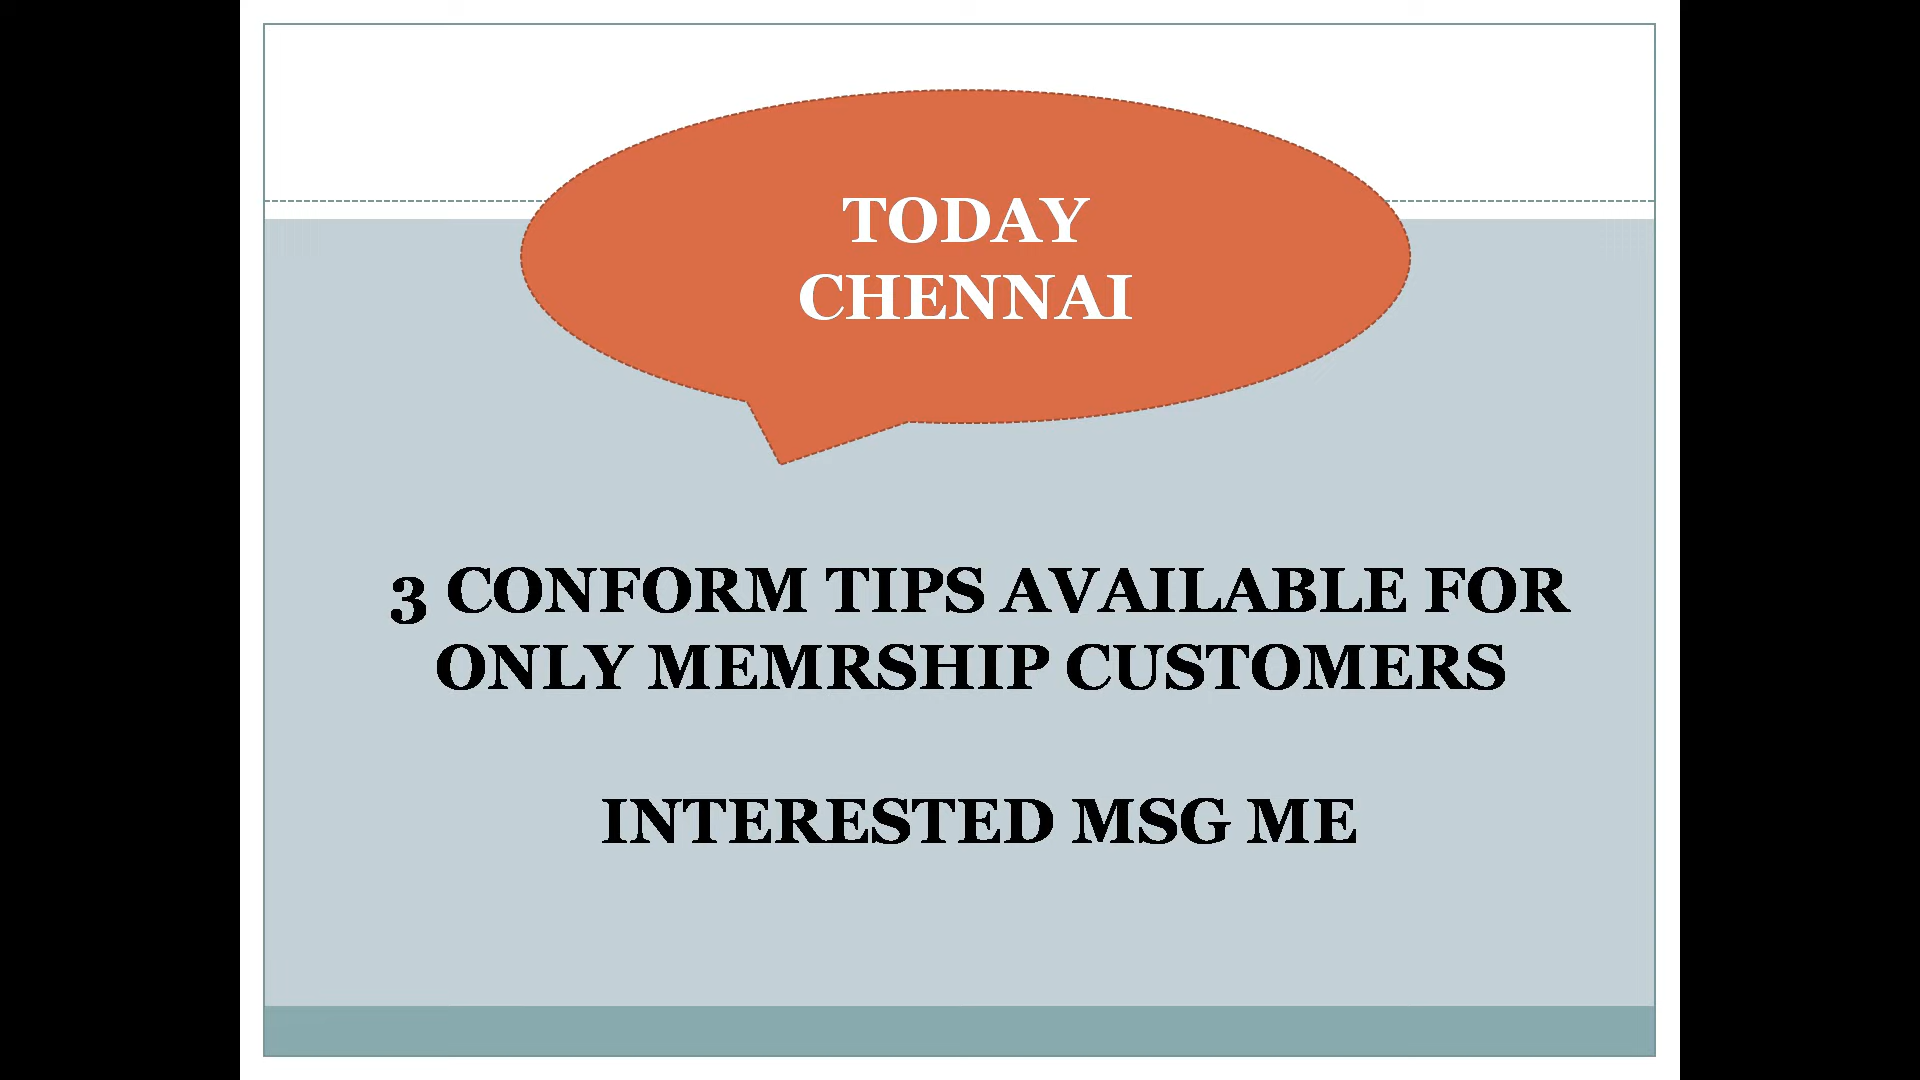 TODAY
CHENNAI
3 CONFORM TIPS AVAILABLE FOR
ONLY MEMRSHIP CUSTOMERS
INTERESTED MSG ME